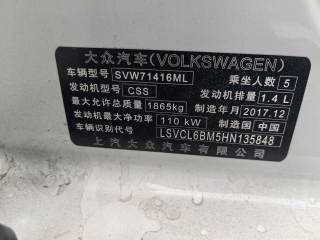 大众汽车(VOLKSWAGEN)
车辆型号 SVW71416ML 乘坐人数 5
发动机型号 CSS 发动机排量 1.4 L
最大允许总质量 1865kg 制造年月 2017.12
发动机最大净功率 110 kW 制造国 中国
车辆识别代号 LSVCL6BM5HN135848
上汽大众汽车有限公司